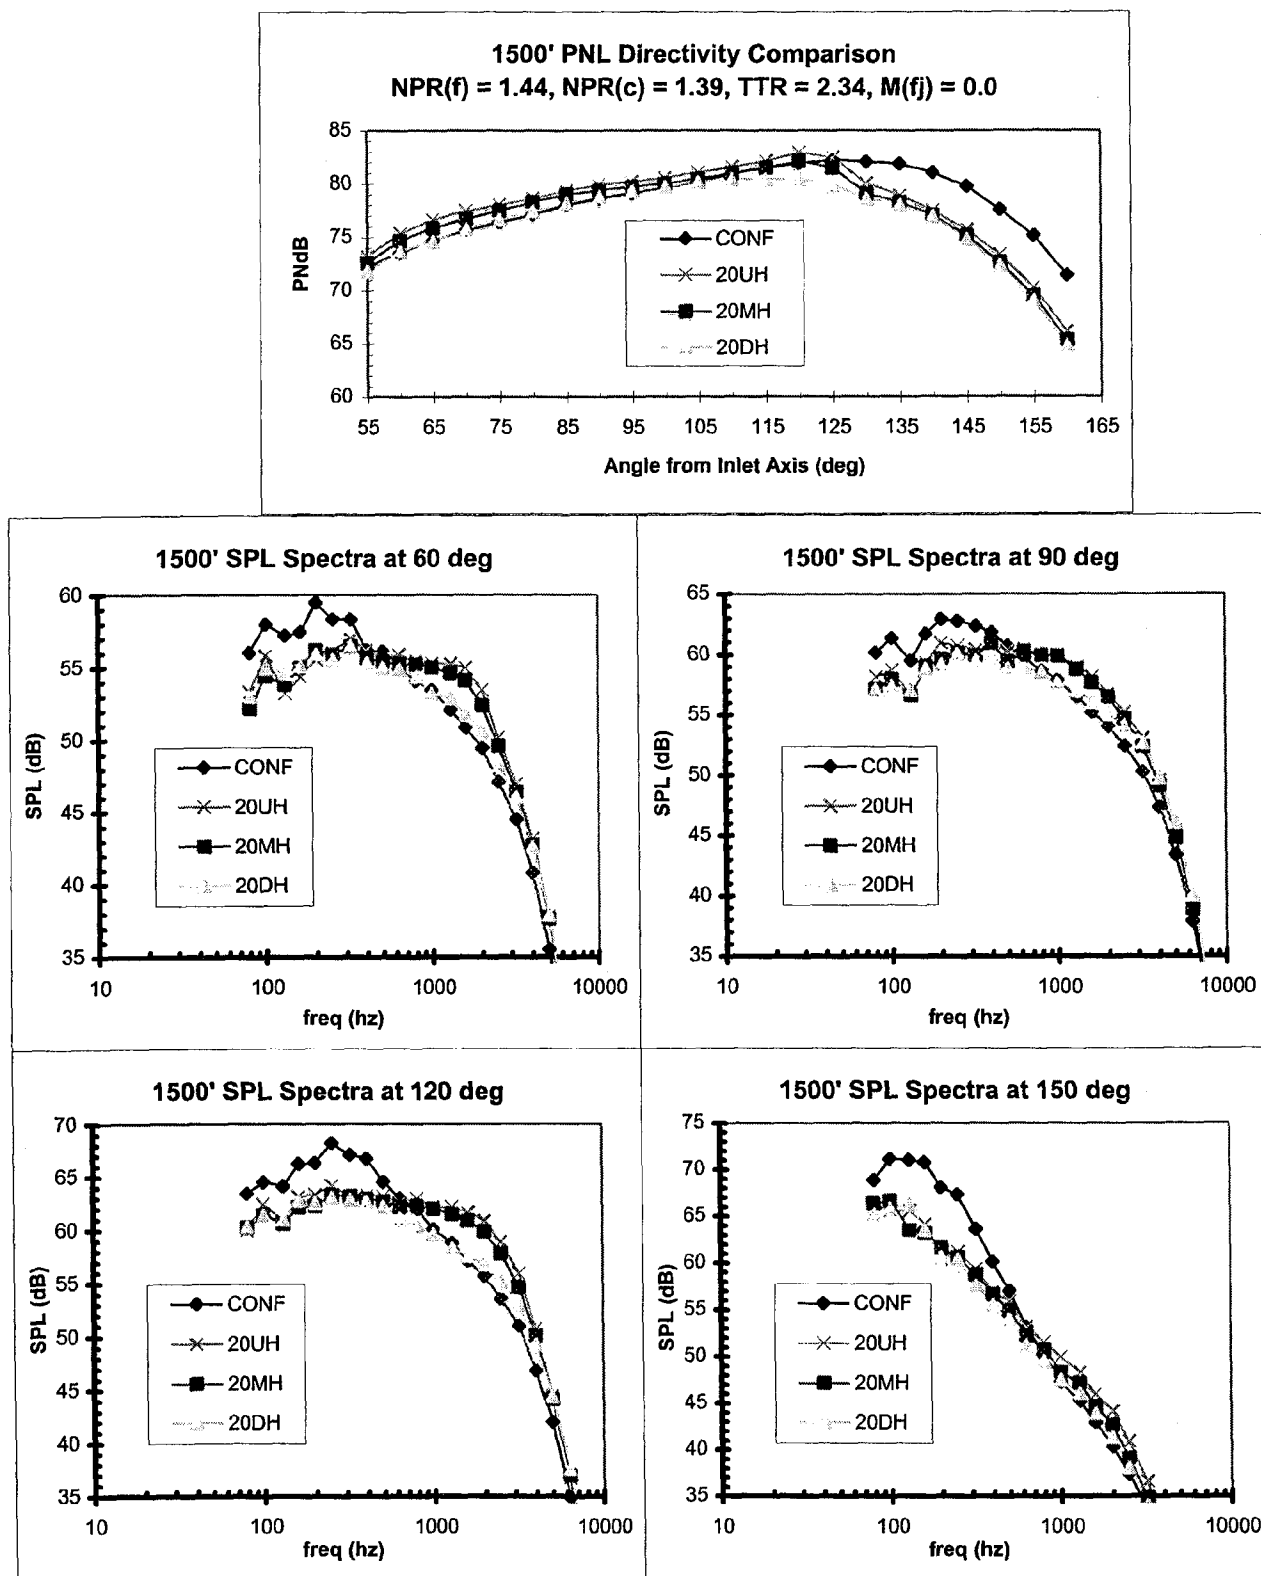 1500' PNL Directivity Comparison
NPR(f) = 1.44, NPR(c) = 1.39, TTR = 2.34, M(fj) = 0.0
85
80
75
70
65
60
PNdB
CONF
20UH
20MH
20DH
55 65 75 85 95 105 115 125 135 145 155 165
Angle from Inlet Axis (deg)
1500' SPL Spectra at 60 deg
60
55
50
45
40
35
SPL (dB)
CONF
20UH
20MH
20DH
10 100 1000 10000
freq (hz)
1500' SPL Spectra at 90 deg
65
60
55
50
45
40
35
SPL (dB)
CONF
20UH
20MH
20DH
10 100 1000 10000
freq (hz)
1500' SPL Spectra at 120 deg
70
65
60
55
50
45
40
35
SPL (dB)
CONF
20UH
20MH
20DH
10 100 1000 10000
freq (hz)
1500' SPL Spectra at 150 deg
75
70
65
60
55
50
45
40
35
SPL (dB)
CONF
20UH
20MH
20DH
10 100 1000 10000
freq (hz)